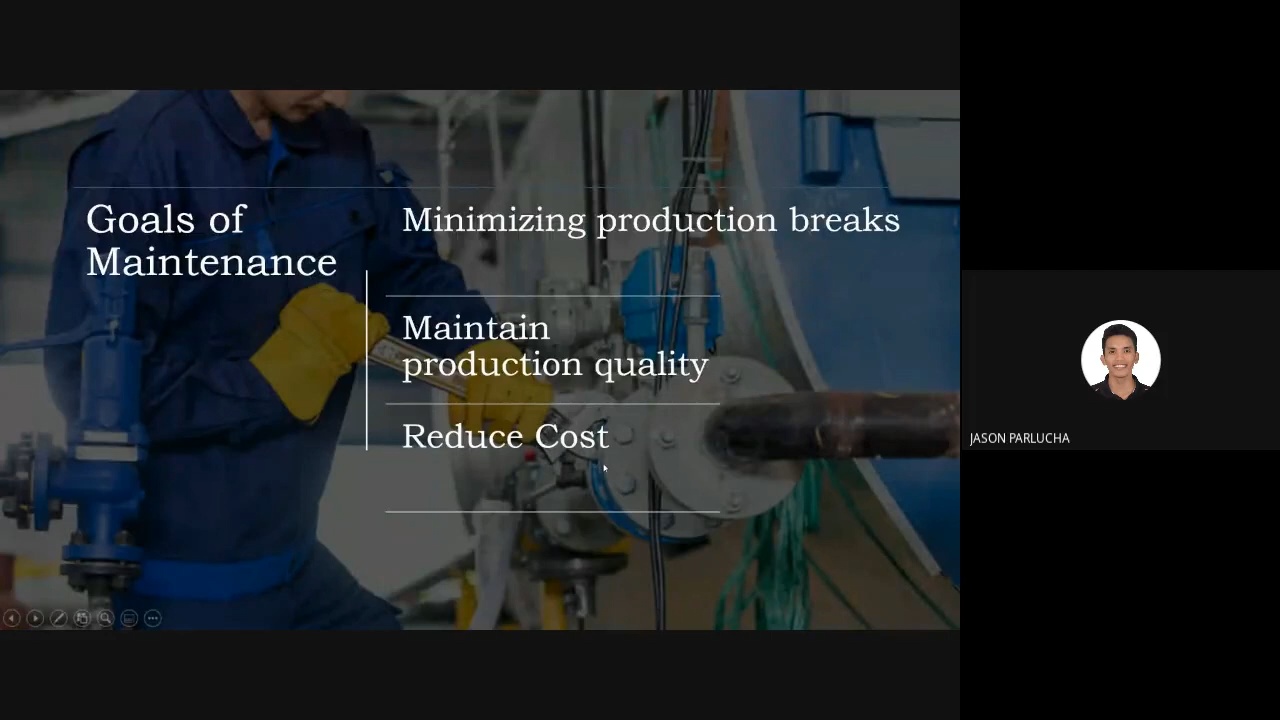 Goals of
Maintenance
Minimizing production breaks
Maintain
production quality
Reduce Cost
JASON PARLUCHA